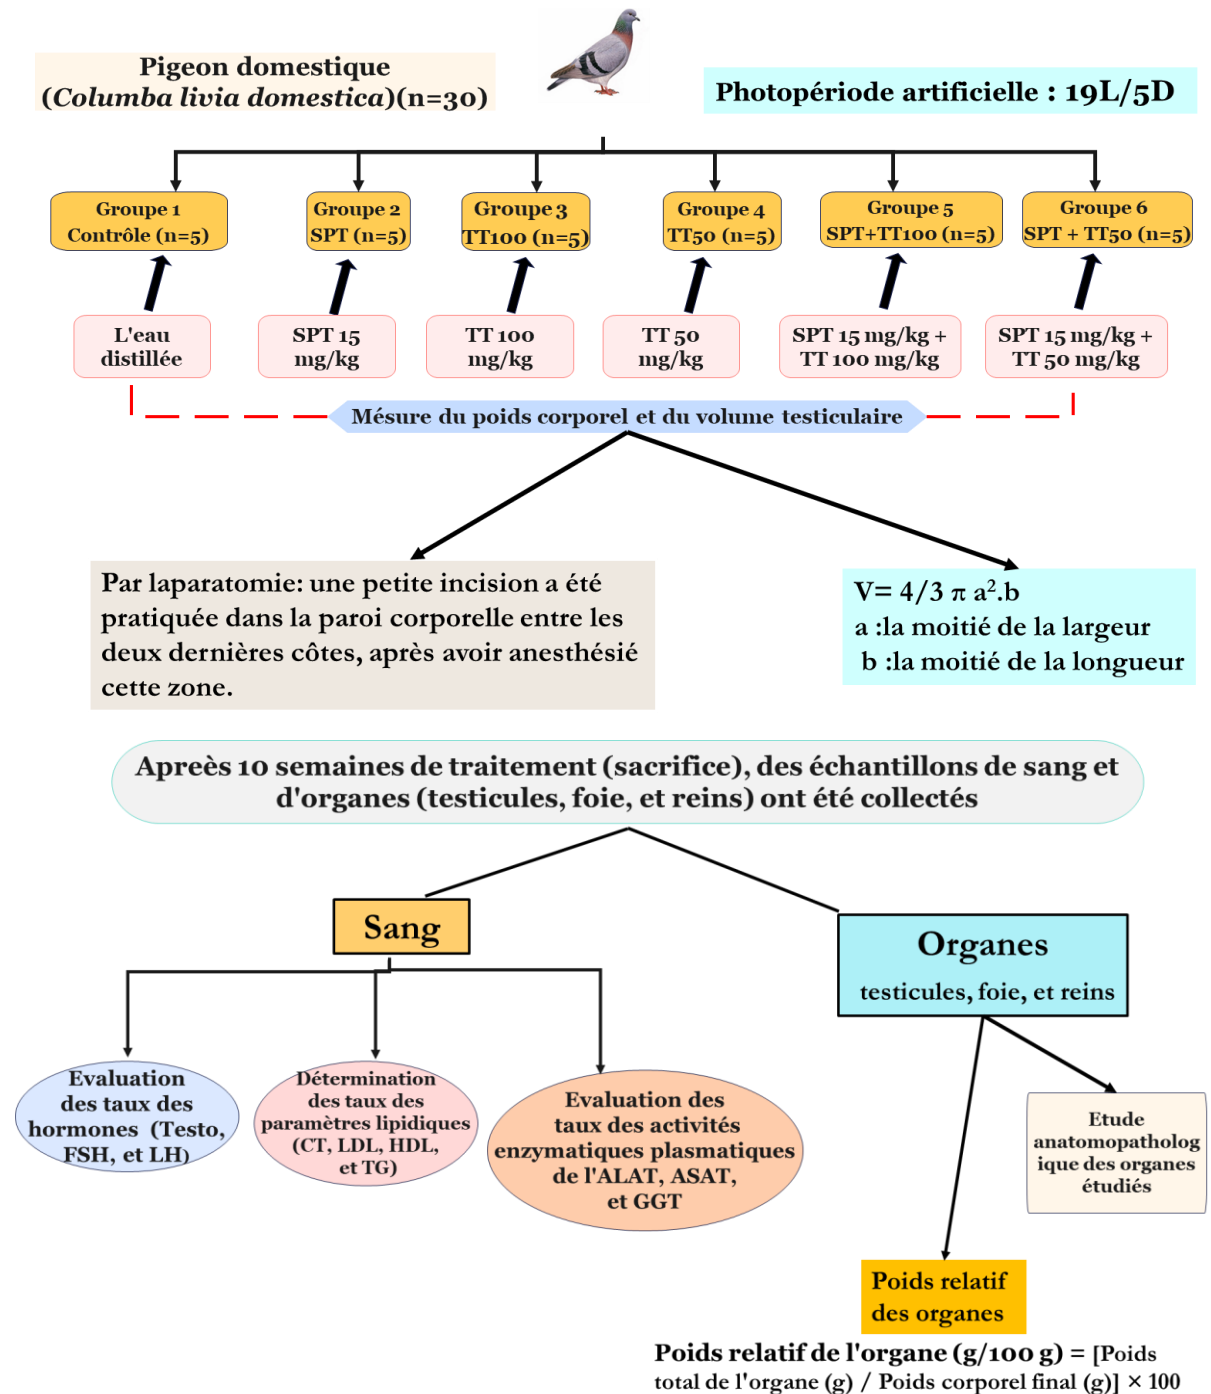 Pigeon domestique
(Columba livia domestica)(n=30)
Photopériode artificielle : 19L/5D
Groupe 1
Contrôle (n=5)
Groupe 2
SPT (n=5)
Groupe 3
TT100 (n=5)
Groupe 4
TT50 (n=5)
Groupe 5
SPT+TT100 (n=5)
Groupe 6
SPT + TT50 (n=5)
L'eau
distillée
SPT 15
mg/kg
TT 100
mg/kg
TT 50
mg/kg
SPT 15 mg/kg +
TT 100 mg/kg
SPT 15 mg/kg +
TT 50 mg/kg
Mésure du poids corporel et du volume testiculaire
Par laparatomie: une petite incision a été
pratiquée dans la paroi corporelle entre les
deux dernières côtes, après avoir anesthésié
cette zone.
V= 4/3 π a².b
a :la moitié de la largeur
b :la moitié de la longueur
Apreès 10 semaines de traitement (sacrifice), des échantillons de sang et
d'organes (testicules, foie, et reins) ont été collectés
Sang
Organes
testicules, foie, et reins
Evaluation
des taux des
hormones (Testo,
FSH, et LH)
Détermination
des taux des
paramètres lipidiques
(CT, LDL, HDL,
et TG)
Evaluation des
taux des activités
enzymatiques plasmatiques
de l'ALAT, ASAT,
et GGT
Etude
anatomopatholog
ique des organes
étudiés
Poids relatif
des organes
Poids relatif de l'organe (g/100 g) = [Poids
total de l'organe (g) / Poids corporel final (g)] × 100